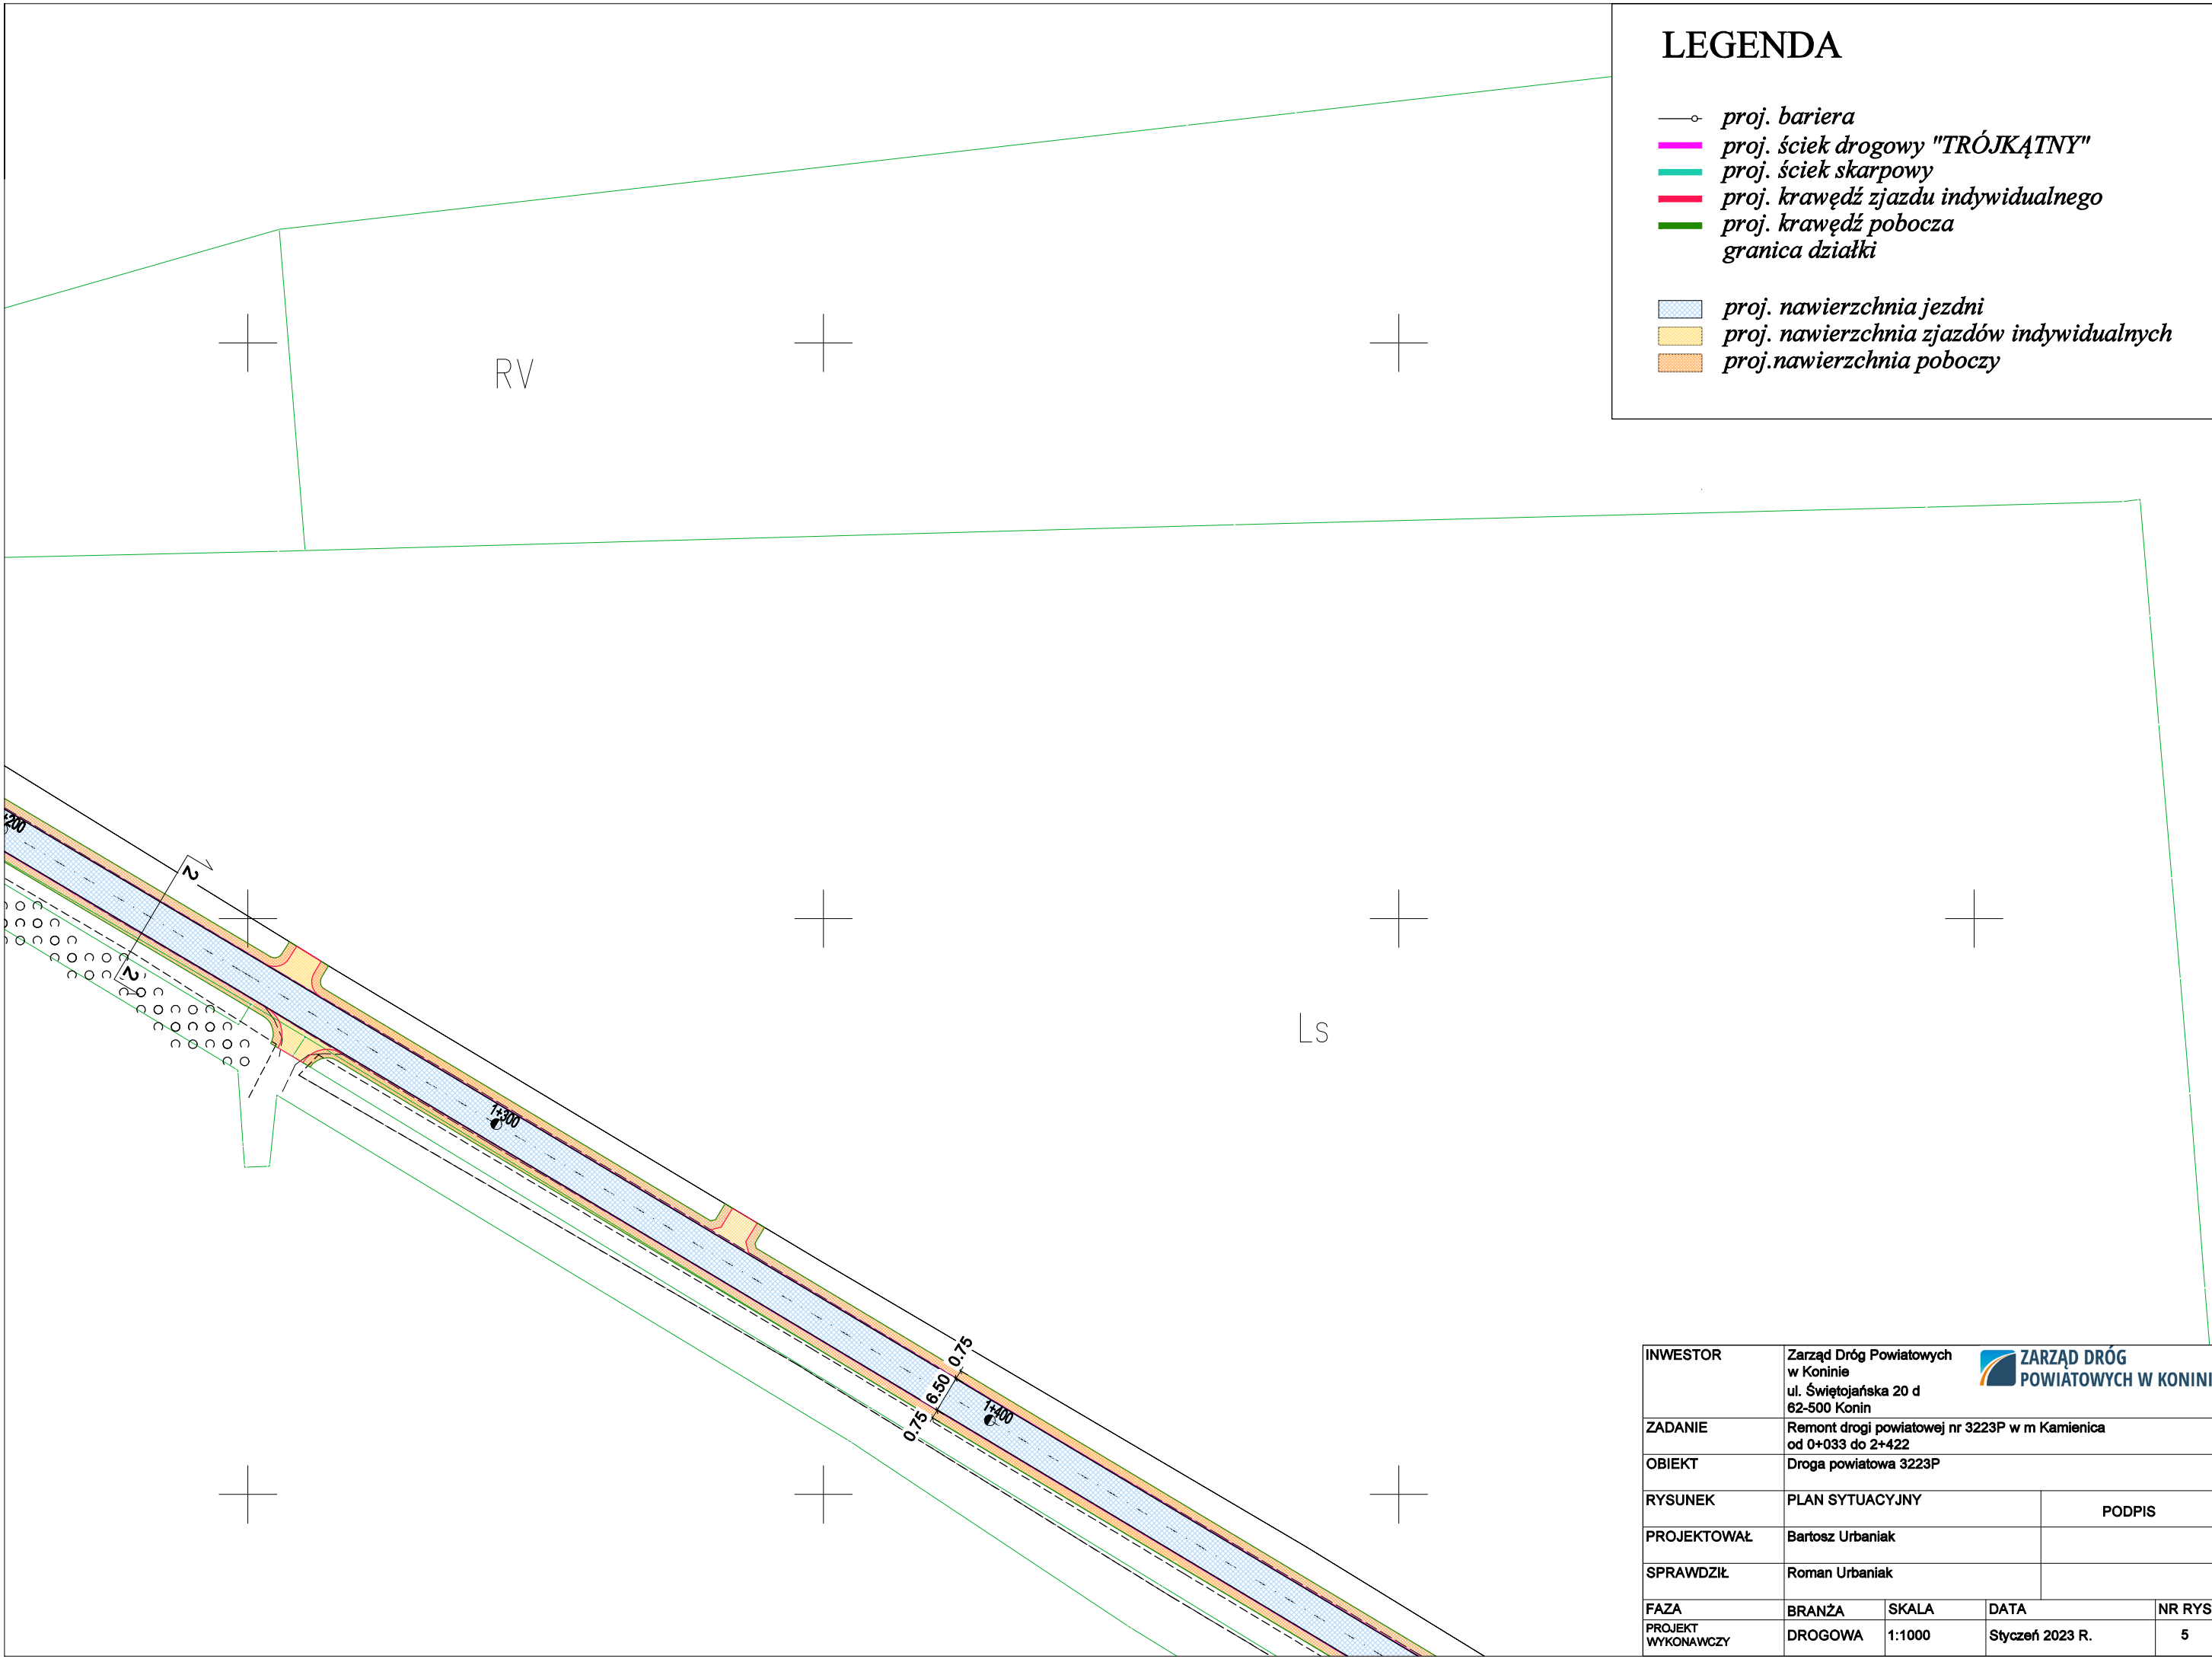 LEGENDA
proj. bariera
proj. ściek drogowy "TRÓJKĄTNY"
proj. ściek skarpowy
proj. krawędź zjazdu indywidualnego
proj. krawędź pobocza
granica działki
proj. nawierzchnia jezdni
proj. nawierzchnia zjazdów indywidualnych
proj.nawierzchnia poboczy
RV
+200
2
2
Ls
1+300
0.75
6.50
0.75
1+400
INWESTOR
Zarząd Dróg Powiatowych
w Koninie
ul. Świętojańska 20 d
62-500 Konin
ZARZĄD DRÓG
POWIATOWYCH W KONINI
ZADANIE
Remont drogi powiatowej nr 3223P w m Kamienica
od 0+033 do 2+422
OBIEKT
Droga powiatowa 3223P
RYSUNEK
PLAN SYTUACYJNY
PODPIS
PROJEKTOWAŁ
Bartosz Urbaniak
SPRAWDZIŁ
Roman Urbaniak
FAZA
BRANŻA
SKALA
DATA
NR RYS
PROJEKT
WYKONAWCZY
DROGOWA
1:1000
Styczeń 2023 R.
5